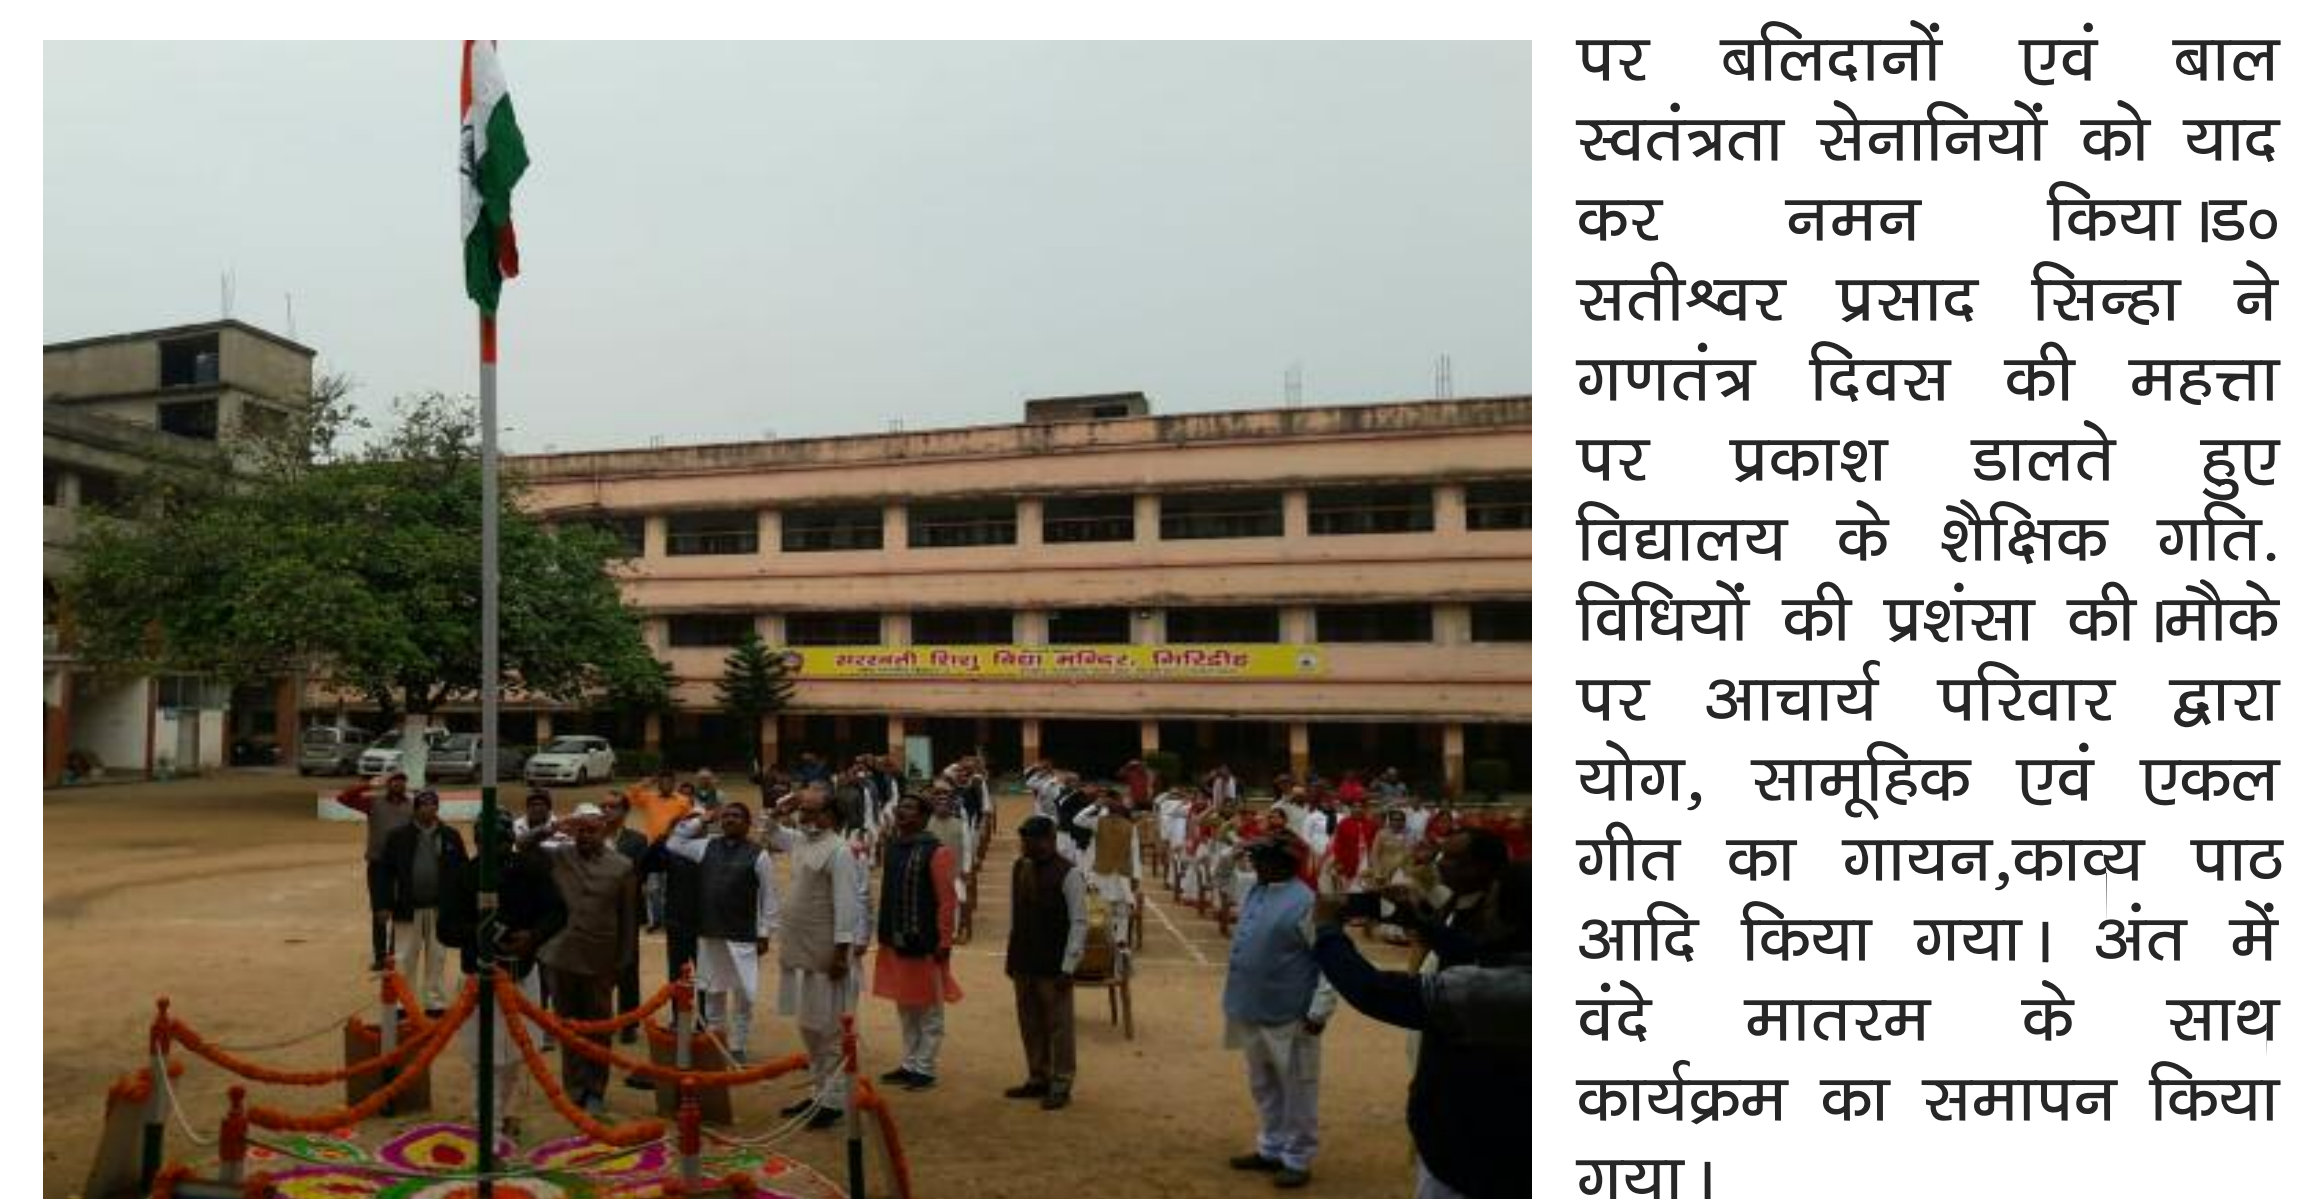 सरस्वती शिशु विद्या मन्दिर, गिरिडीह
पर बलिदानों एवं बाल
स्वतंत्रता सेनानियों को याद
कर नमन किया।ड०
सतीश्वर प्रसाद सिन्हा ने
गणतंत्र दिवस की महत्ता
पर प्रकाश डालते हुए
विद्यालय के शैक्षिक गति.
विधियों की प्रशंसा की।मौके
पर आचार्य परिवार द्वारा
योग, सामूहिक एवं एकल
गीत का गायन,काव्य पाठ
आदि किया गया। अंत में
वंदे मातरम के साथ
कार्यक्रम का समापन किया
गया।